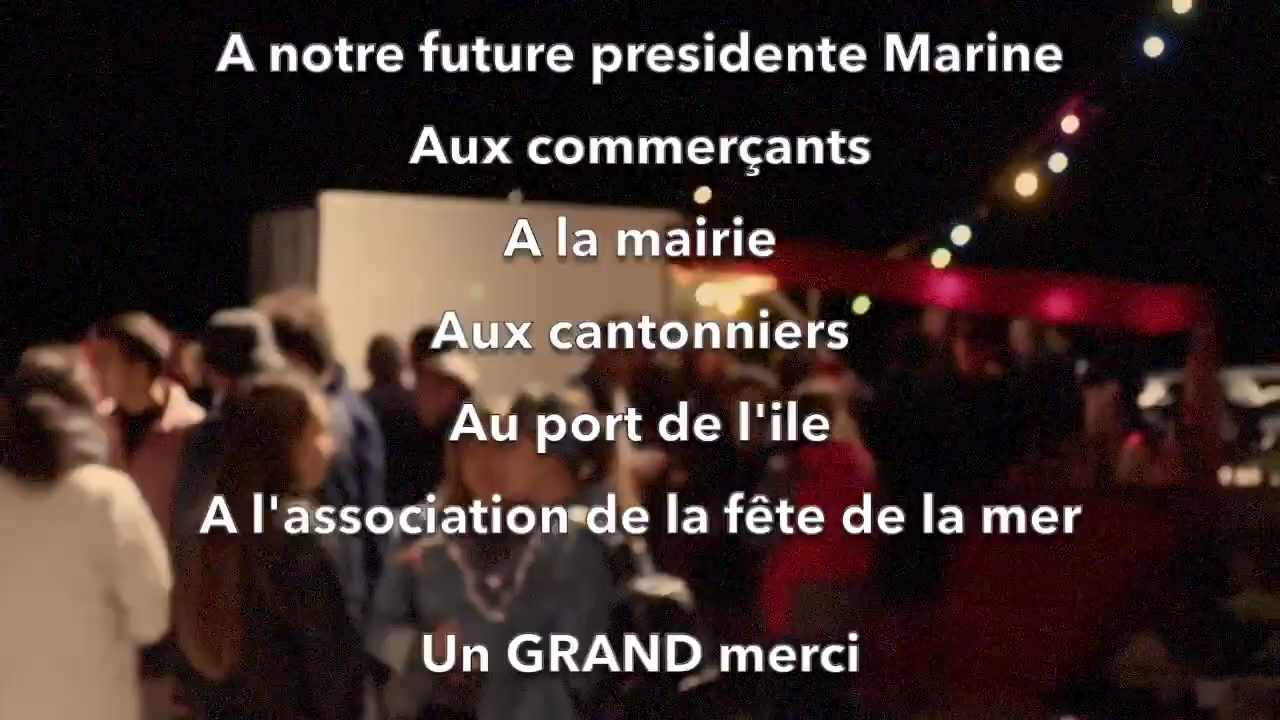 A notre future presidente Marine
Aux commerçants
A la mairie
Aux cantonniers
Au port de l'ile
A l'association de la fête de la mer
Un GRAND merci